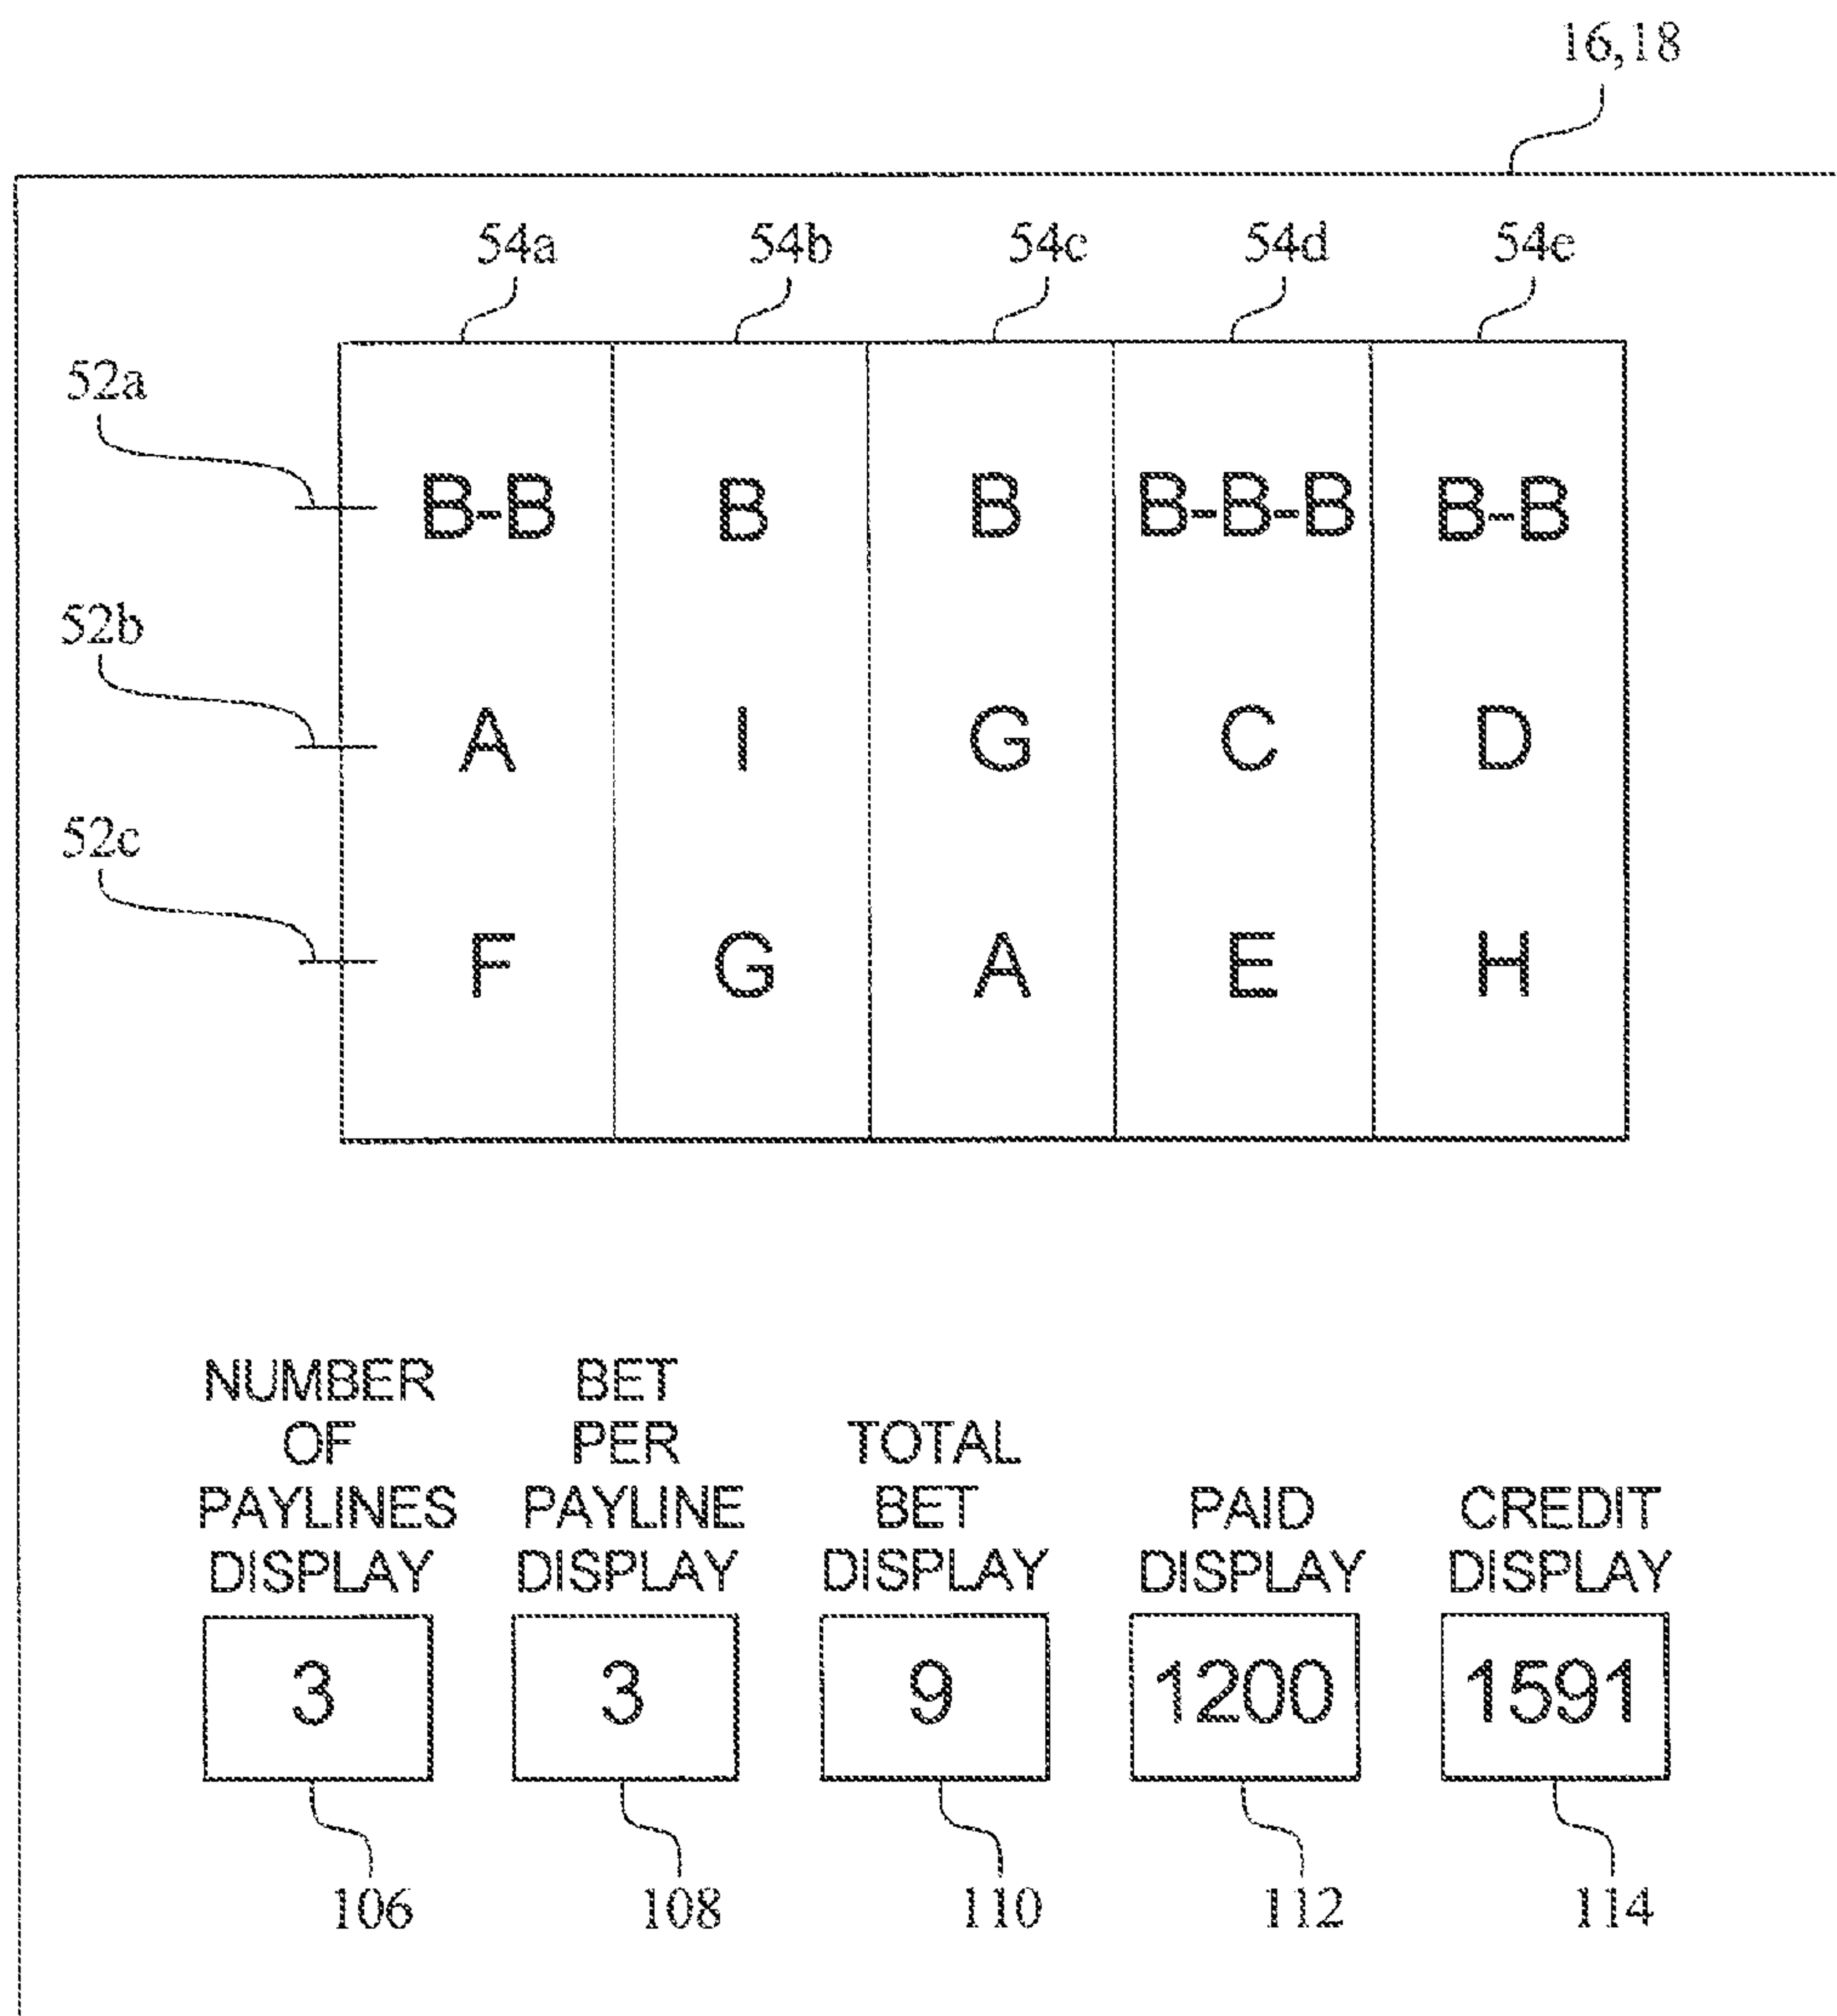 16,18
54a 54b 54c 54d 54e
52a
B-B B B B-B-B B-B
52b
A I G C D
52c
F G A E H
NUMBER BET
OF PER TOTAL
PAYLINES PAYLINE BET PAID CREDIT
DISPLAY DISPLAY DISPLAY DISPLAY DISPLAY
3 3 9 1200 1591
106 108 110 112 114